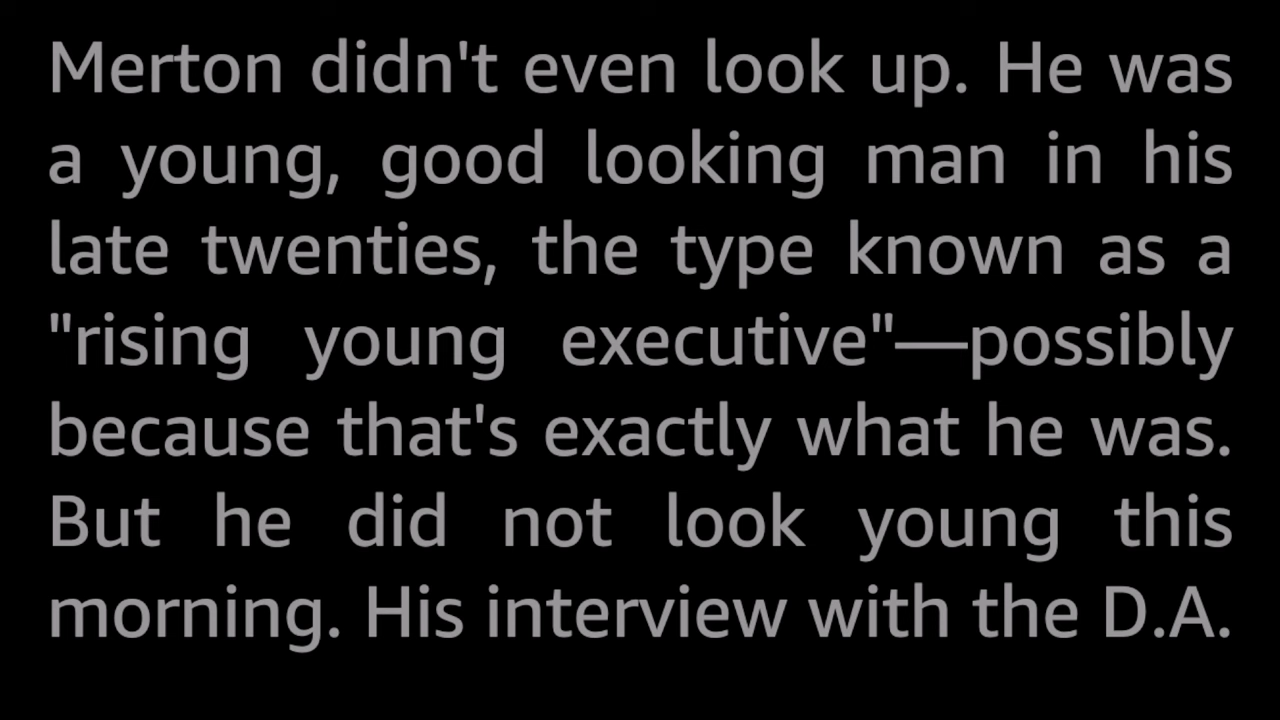 Merton didn't even look up. He was
a young, good looking man in his
late twenties, the type known as a
"rising young executive"—possibly
because that's exactly what he was.
But he did not look young this
morning. His interview with the D.A.